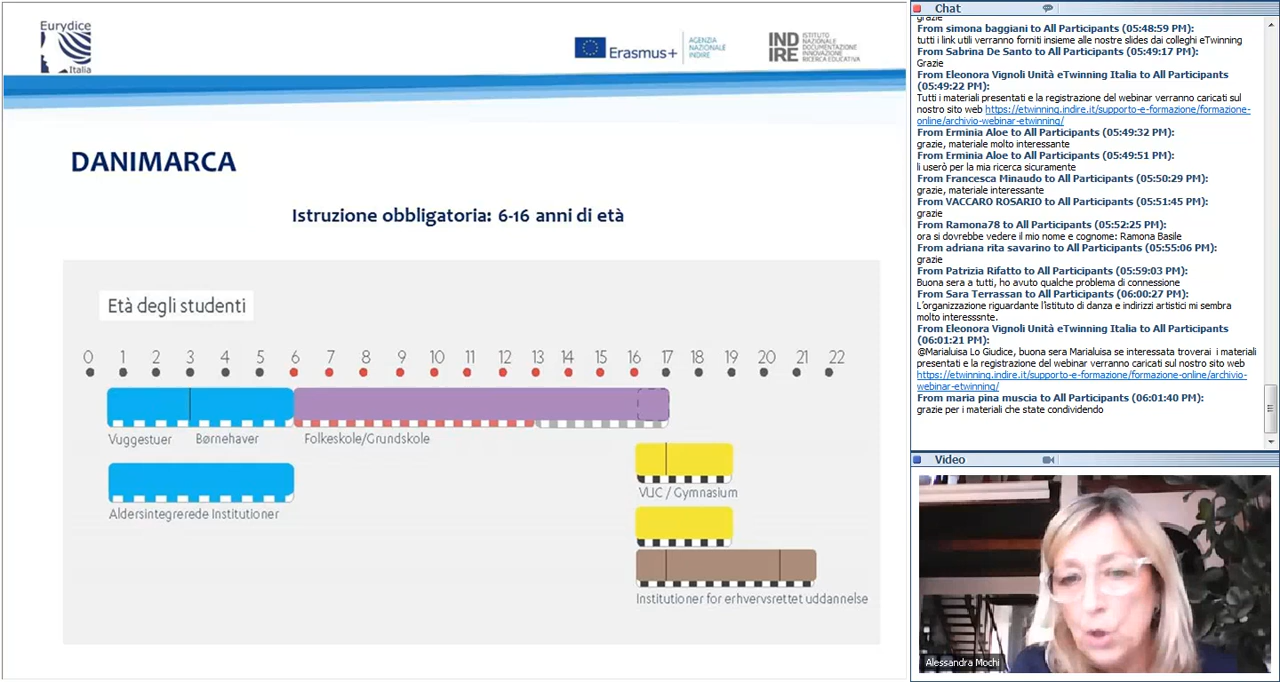 Eurydice
Italia
Erasmus+
AGENZIA
NAZIONALE
INDIRE
IND
IRE
ISTITUTO
NAZIONALE
DOCUMENTAZIONE
INNOVAZIONE
RICERCA EDUCATIVA
DANIMARCA
Istruzione obbligatoria: 6-16 anni di età
Età degli studenti
0 1 2 3 4 5 6 7 8 9 10 11 12 13 14 15 16 17 18 19 20 21 22
Vuggestuer Børnehaver Folkeskole/Grundskole
VUC / Gymnasium
Aldersintegrerede Institutioner
Institutioner for erhvervsrettet uddannelse
Chat
grazie
From simona baggiani to All Participants (05:48:59 PM):
tutti i link utili verranno forniti insieme alle nostre slides dai colleghi eTwinning
From Sabrina De Santo to All Participants (05:49:17 PM):
Grazie
From Eleonora Vignoli Unità eTwinning Italia to All Participants
(05:49:22 PM):
Tutti i materiali presentati e la registrazione del webinar verranno caricati sul
nostro sito web https://etwinning.indire.it/supporto-e-formazione/formazione-
online/archivio-webinar-etwinning/
From Erminia Aloe to All Participants (05:49:32 PM):
grazie, materiale molto interessante
From Erminia Aloe to All Participants (05:49:51 PM):
li userò per la mia ricerca sicuramente
From Francesca Minaudo to All Participants (05:50:29 PM):
grazie, materiale interessante
From VACCARO ROSARIO to All Participants (05:51:45 PM):
grazie
From Ramona78 to All Participants (05:52:25 PM):
ora si dovrebbe vedere il mio nome e cognome: Ramona Basile
From adriana rita savarino to All Participants (05:55:06 PM):
grazie
From Patrizia Rifatto to All Participants (05:59:03 PM):
Buona sera a tutti, ho avuto qualche problema di connessione
From Sara Terrassan to All Participants (06:00:27 PM):
L'organizzazione riguardante l'istituto di danza e indirizzi artistici mi sembra
molto interesssnte.
From Eleonora Vignoli Unità eTwinning Italia to All Participants
(06:01:21 PM):
@Marialuisa Lo Giudice, buona sera Marialuisa se interessata troverai i materiali
presentati e la registrazione del webinar verranno caricati sul nostro sito web
https://etwinning.indire.it/supporto-e-formazione/formazione-online/archivio-
webinar-etwinning/
From maria pina muscia to All Participants (06:01:40 PM):
grazie per i materiali che state condividendo
Video
Alessandra Mochi